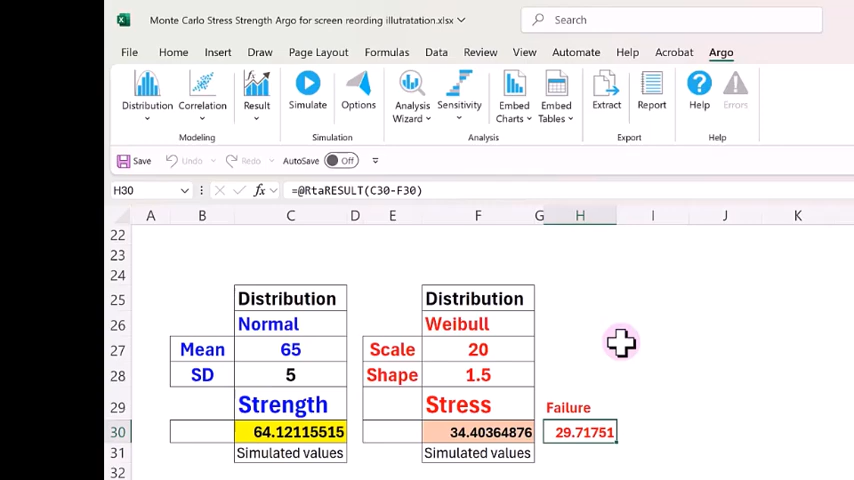 Monte Carlo Stress Strength Argo for screen reording illutratation.xlsx
Search
File Home Insert Draw Page Layout Formulas Data Review View Automate Help Acrobat Argo
Distribution Correlation Result Simulate Options Analysis Wizard Sensitivity Embed Charts Embed Tables Extract Report Help Errors
Modeling Simulation Analysis Export Help
Save Undo Redo AutoSave Off
H30 fx =@RtaRESULT(C30-F30)
A B C D E F G H I J K
22
23
24
25 Distribution Distribution
26 Normal Weibull
27 Mean 65 Scale 20
28 SD 5 Shape 1.5
29 Strength Stress Failure
30 64.12115515 34.40364876 29.71751
31 Simulated values Simulated values
32